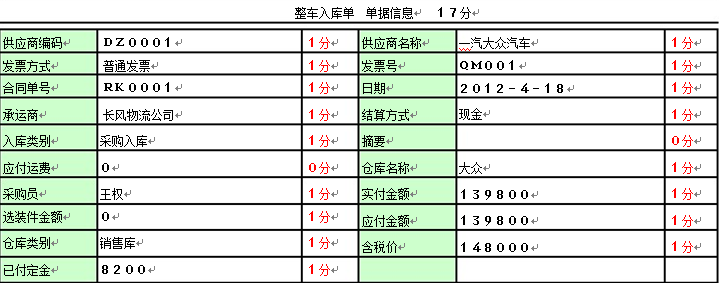 整车入库单 单据信息 17分
供应商编码 DZ0001 1分 供应商名称 一汽大众汽车 1分
发票方式 普通发票 1分 发票号 QM001 1分
合同单号 RK0001 1分 日期 2012-4-18 1分
承运商 长风物流公司 1分 结算方式 现金 1分
入库类别 采购入库 1分 摘要 0分
应付运费 0 0分 仓库名称 大众 1分
采购员 王权 1分 实付金额 139800 1分
选装件金额 0 1分 应付金额 139800 1分
仓库类别 销售库 1分 含税价 148000 1分
已付定金 8200 1分